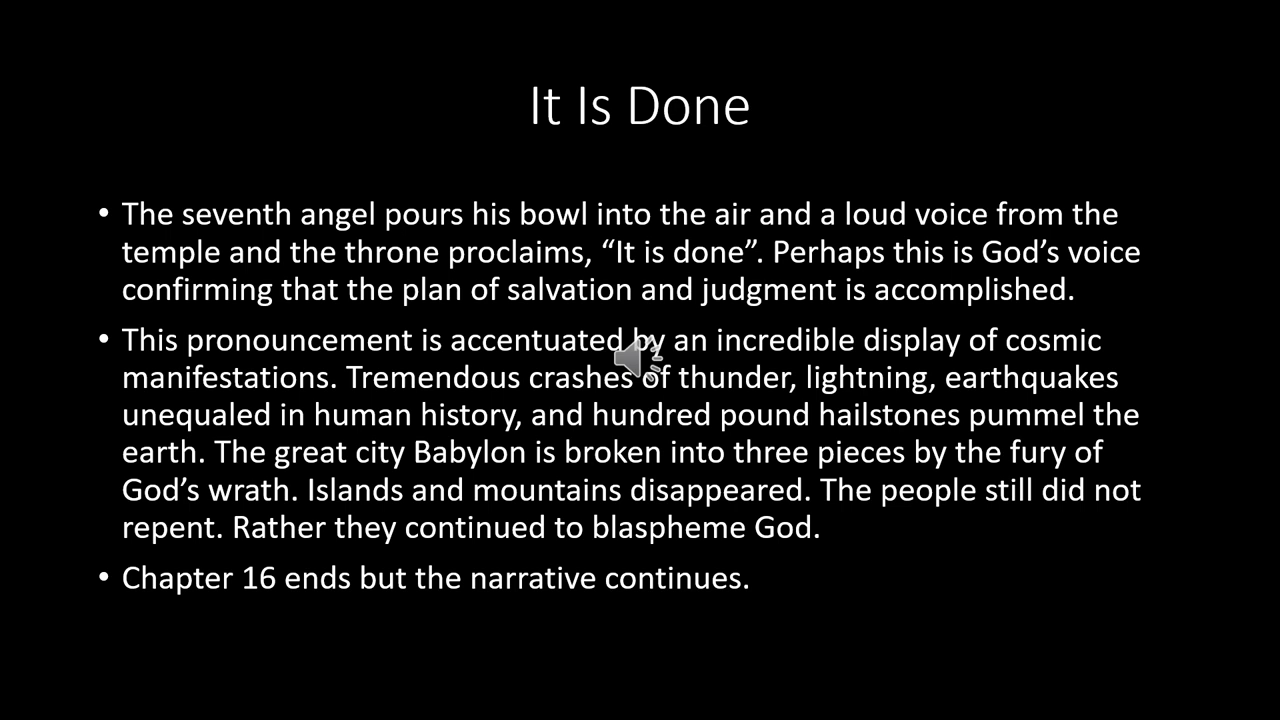 It Is Done
• The seventh angel pours his bowl into the air and a loud voice from the
temple and the throne proclaims, “It is done”. Perhaps this is God’s voice
confirming that the plan of salvation and judgment is accomplished.
• This pronouncement is accentuated by an incredible display of cosmic
manifestations. Tremendous crashes of thunder, lightning, earthquakes
unequaled in human history, and hundred pound hailstones pummel the
earth. The great city Babylon is broken into three pieces by the fury of
God’s wrath. Islands and mountains disappeared. The people still did not
repent. Rather they continued to blaspheme God.
• Chapter 16 ends but the narrative continues.